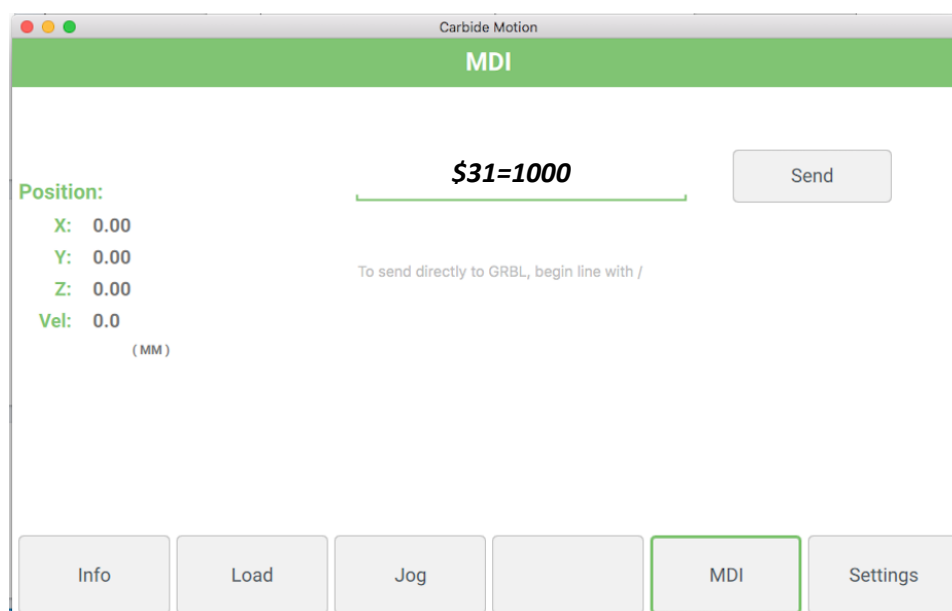 Carbide Motion
MDI
$31=1000
Send
Position:
X: 0.00
Y: 0.00
Z: 0.00
Vel: 0.0
(MM)
To send directly to GRBL, begin line with /
Info
Load
Jog
MDI
Settings